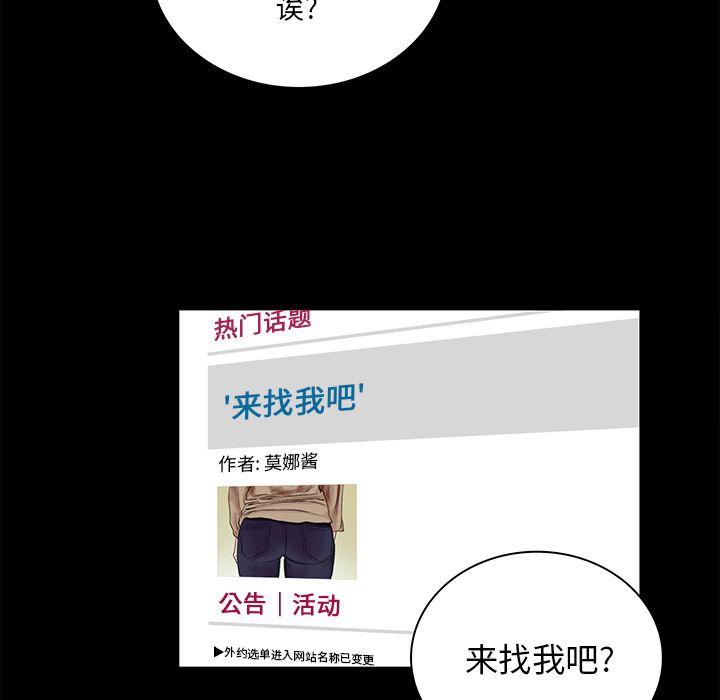 诶?
热门话题
'来找我吧'
作者: 莫娜酱
公告｜活动
▶外约选单进入网站名称已变更
来找我吧?